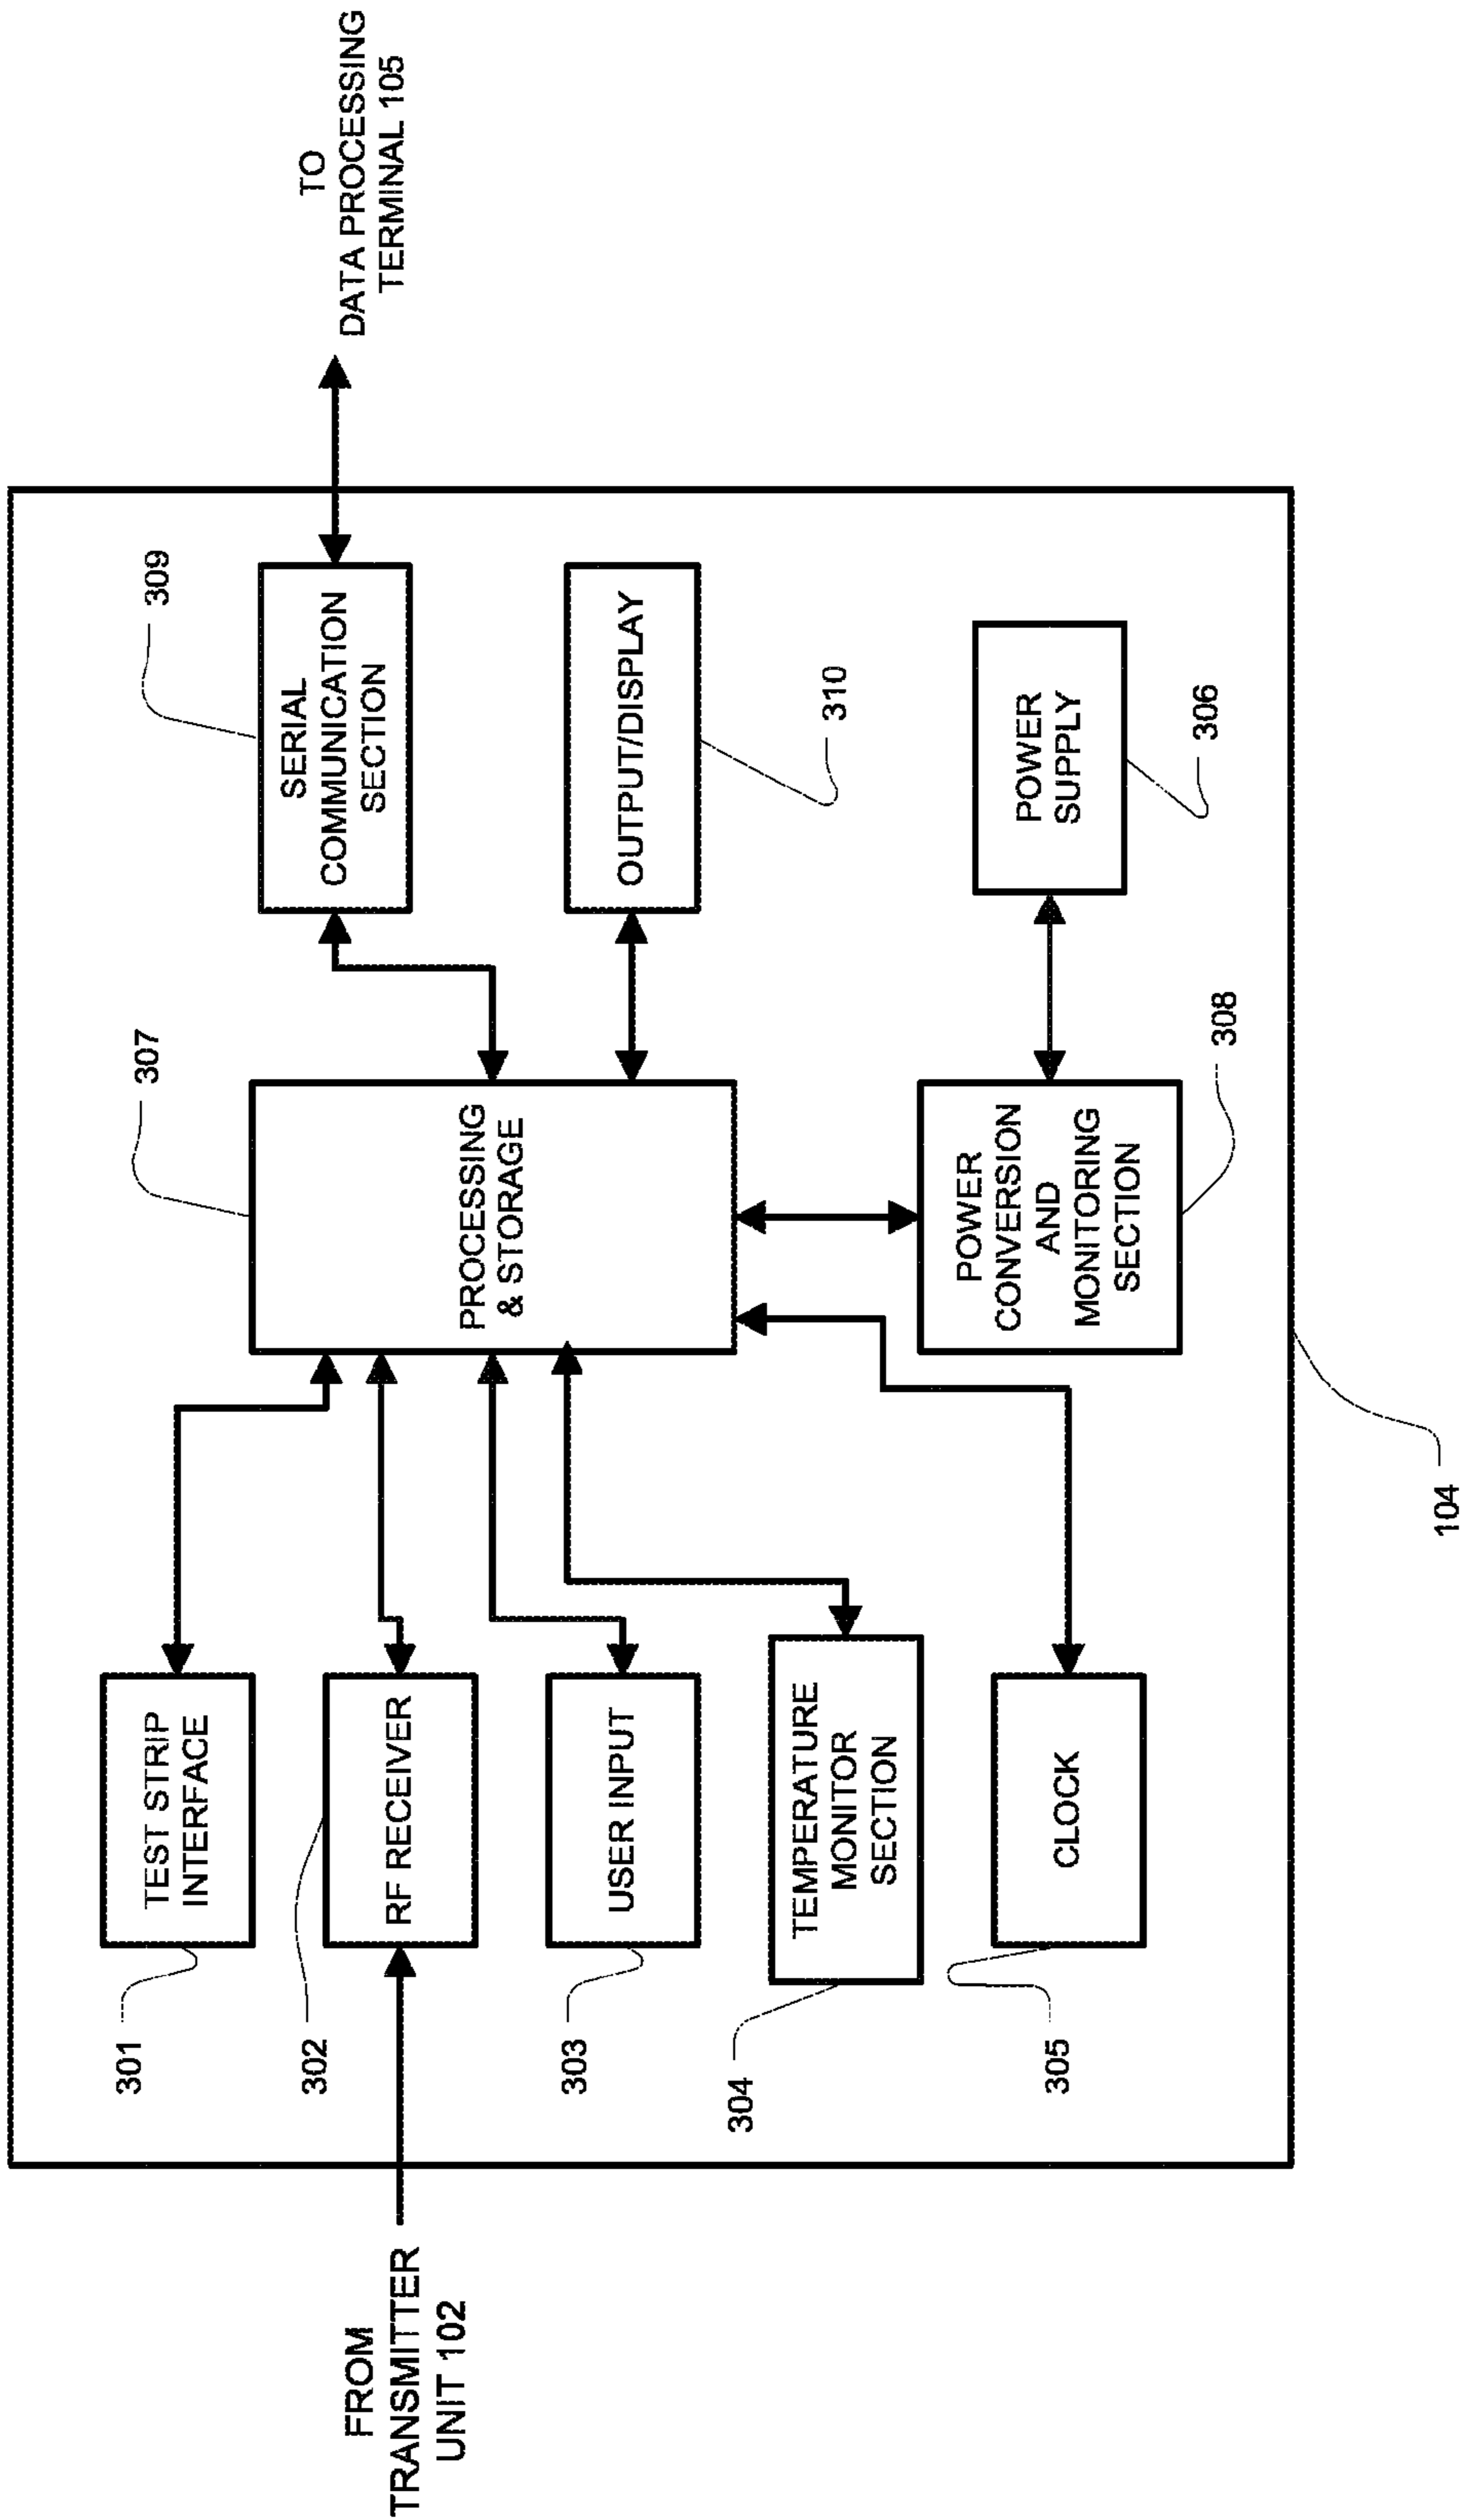 FROM
TRANSMITTER
UNIT 102
301
TEST STRIP
INTERFACE
302
RF RECEIVER
303
USER INPUT
304
TEMPERATURE
MONITOR
SECTION
305
CLOCK
307
PROCESSING
& STORAGE
POWER
CONVERSION
AND
MONITORING
SECTION
308
309
SERIAL
COMMUNICATION
SECTION
OUTPUT/DISPLAY
310
POWER
SUPPLY
306
TO
DATA PROCESSING
TERMINAL 105
104